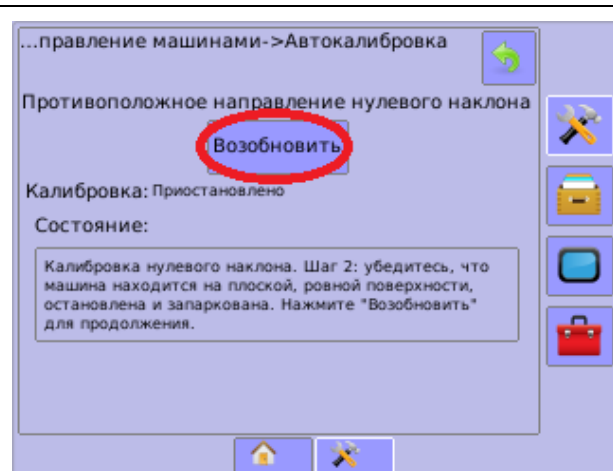 ...правление машинами->Автокалибровка
Противоположное направление нулевого наклона
Возобновить
Калибровка: Приостановлено
Состояние:
Калибровка нулевого наклона. Шаг 2: убедитесь, что
машина находится на плоской, ровной поверхности,
остановлена и запаркована. Нажмите "Возобновить"
для продолжения.